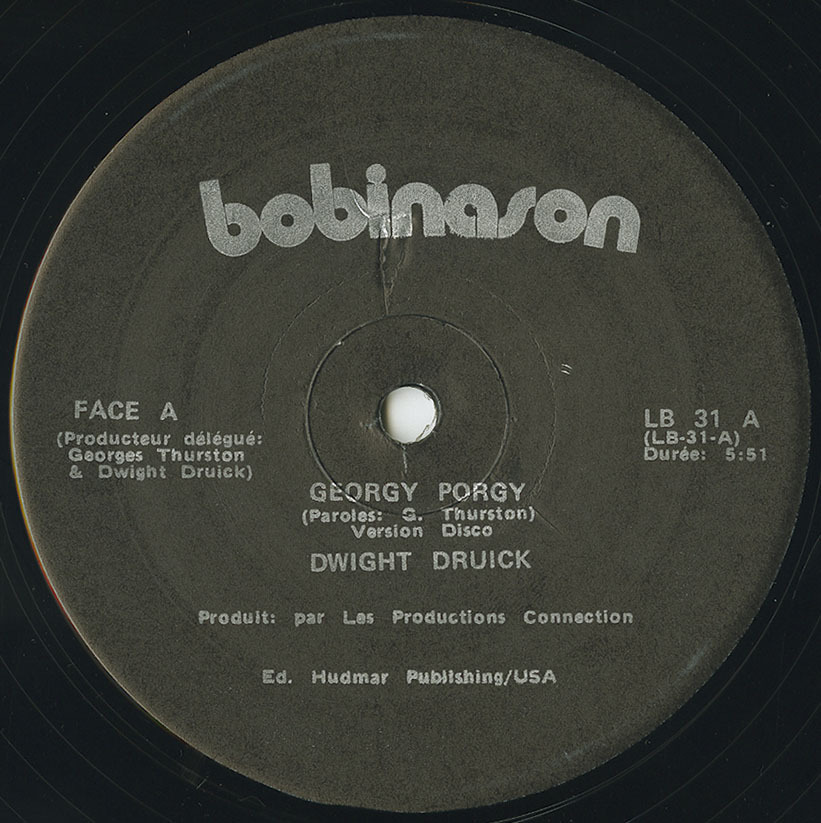 bobinason
FACE A
(Producteur délégué:
Georges Thurston
& Dwight Druick)
LB 31 A
(LB-31-A)
Durée: 5:51
GEORGY PORGY
(Paroles: G. Thurston)
Version Disco
DWIGHT DRUICK
Produit: par Les Productions Connection
Ed. Hudmar Publishing/USA